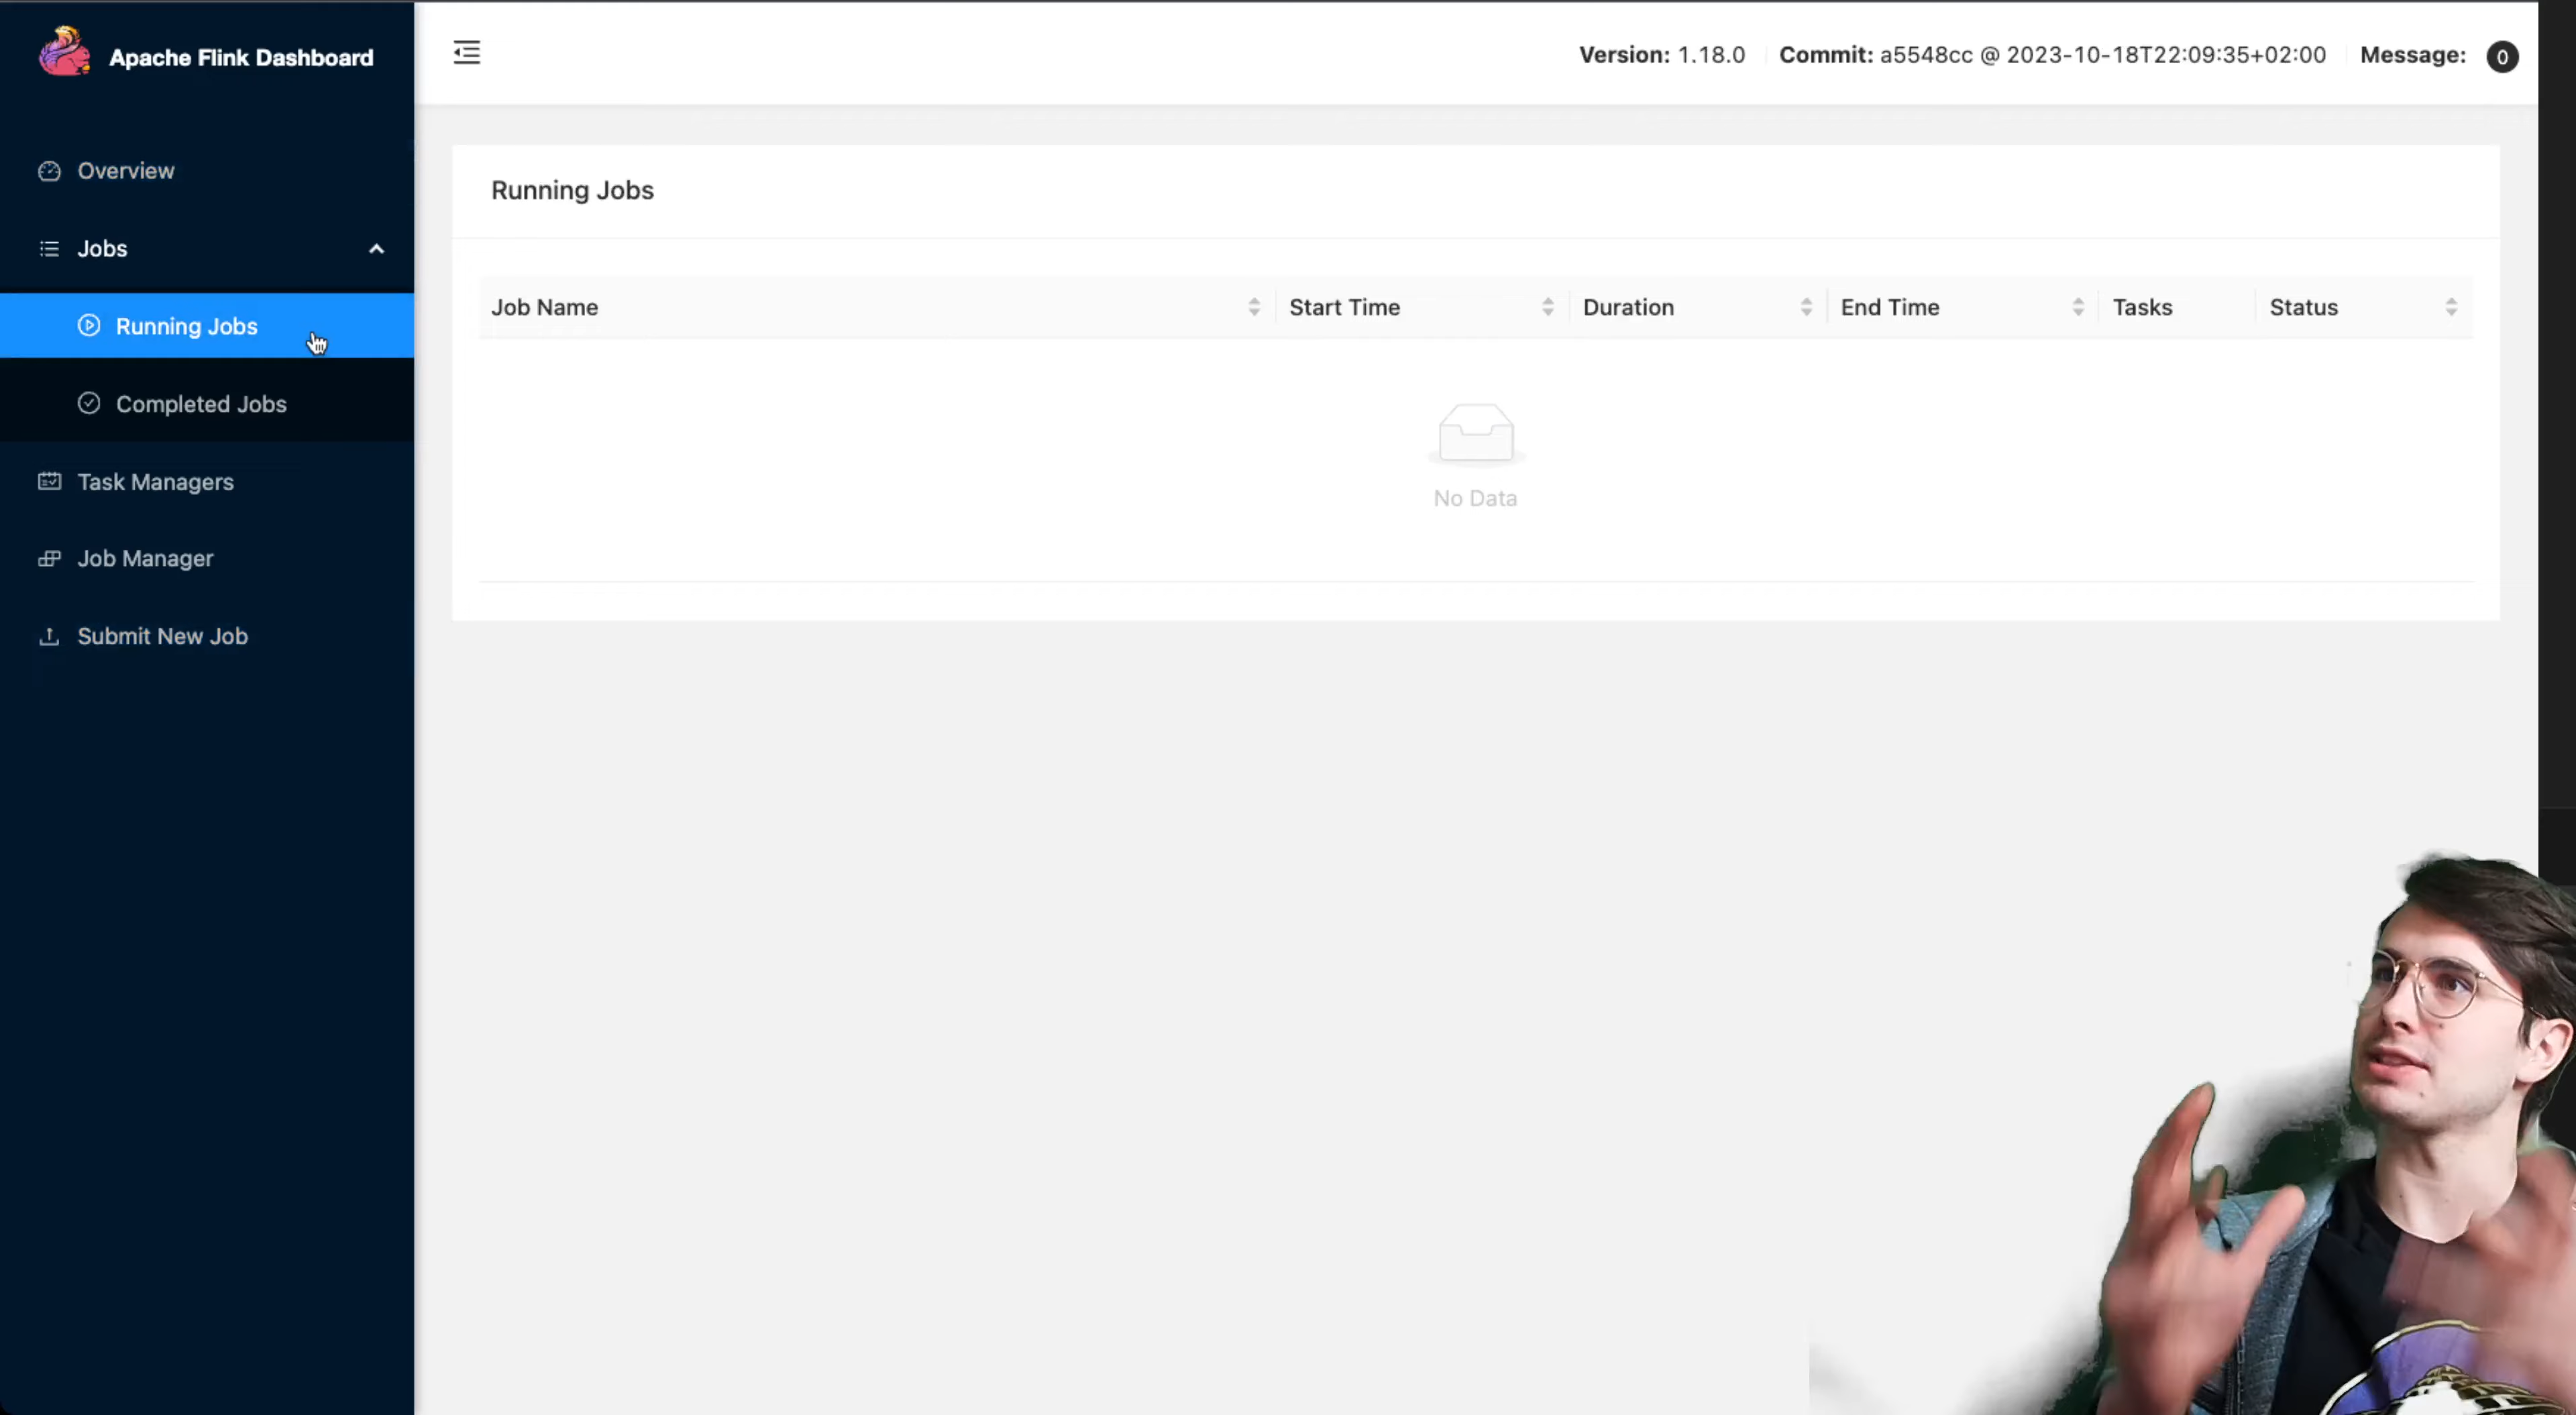 Apache Flink Dashboard
Version: 1.18.0 Commit: a5548cc @ 2023-10-18T22:09:35+02:00 Message: 0
Overview
Jobs
Running Jobs
Completed Jobs
Task Managers
Job Manager
Submit New Job
Running Jobs
Job Name Start Time Duration End Time Tasks Status
No Data